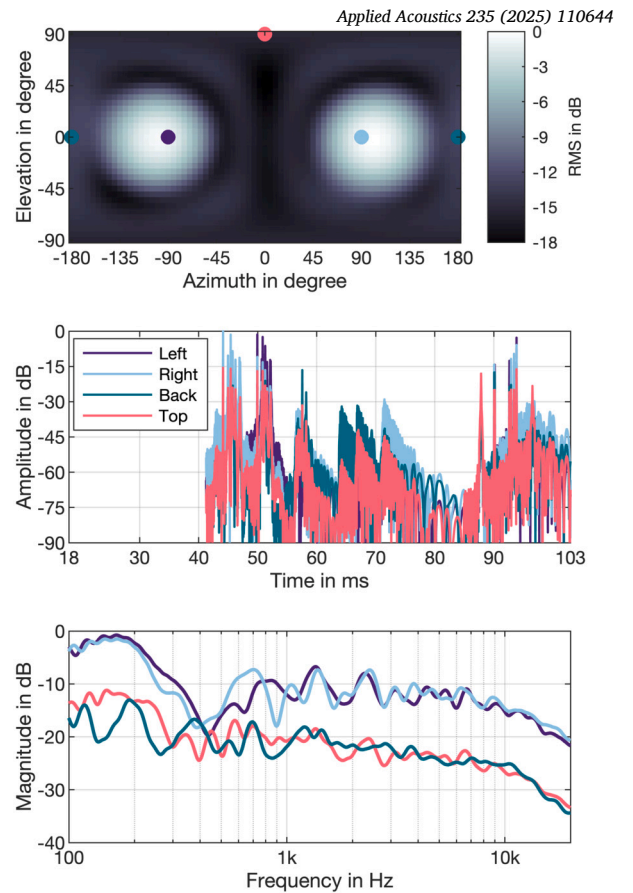 Applied Acoustics 235 (2025) 110644
90
45
0
-45
-90
Elevation in degree
-180 -135 -90 -45 0 45 90 135 180
Azimuth in degree
0
-3
-6
-9
-12
-15
-18
RMS in dB
0
-15
-30
-45
-60
-75
-90
Amplitude in dB
Left
Right
Back
Top
18 30 40 50 60 70 80 90 103
Time in ms
0
-10
-20
-30
-40
Magnitude in dB
100 1k 10k
Frequency in Hz